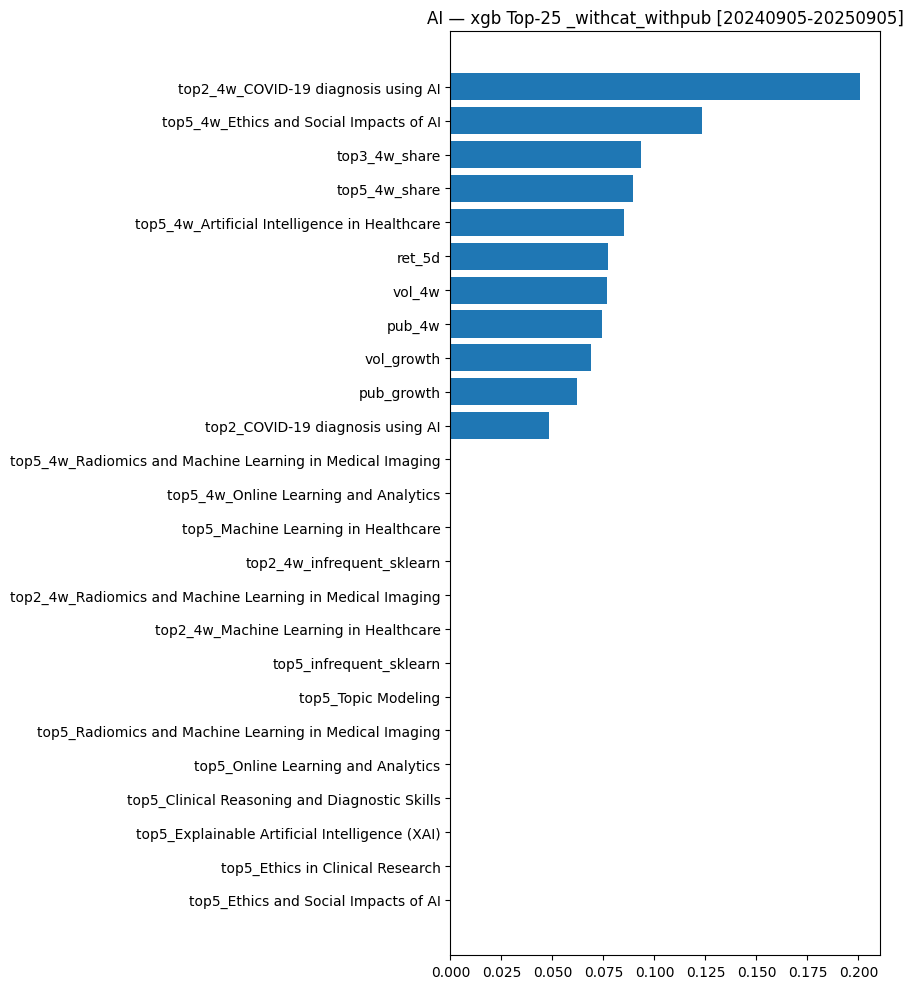 AI — xgb Top-25 _withcat_withpub [20240905-20250905]
top2_4w_COVID-19 diagnosis using AI
top5_4w_Ethics and Social Impacts of AI
top3_4w_share
top5_4w_share
top5_4w_Artificial Intelligence in Healthcare
ret_5d
vol_4w
pub_4w
vol_growth
pub_growth
top2_COVID-19 diagnosis using AI
top5_4w_Radiomics and Machine Learning in Medical Imaging
top5_4w_Online Learning and Analytics
top5_Machine Learning in Healthcare
top2_4w_infrequent_sklearn
top2_4w_Radiomics and Machine Learning in Medical Imaging
top2_4w_Machine Learning in Healthcare
top5_infrequent_sklearn
top5_Topic Modeling
top5_Radiomics and Machine Learning in Medical Imaging
top5_Online Learning and Analytics
top5_Clinical Reasoning and Diagnostic Skills
top5_Explainable Artificial Intelligence (XAI)
top5_Ethics in Clinical Research
top5_Ethics and Social Impacts of AI
0.000 0.025 0.050 0.075 0.100 0.125 0.150 0.175 0.200